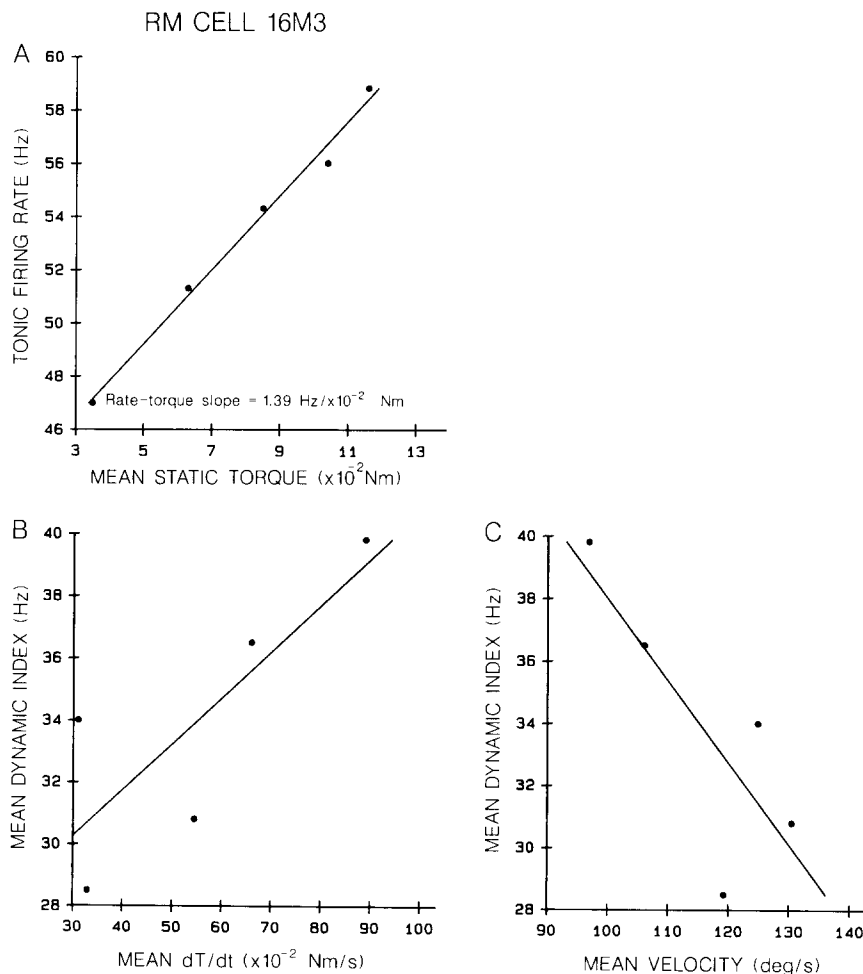 RM CELL 16M3
A
TONIC FIRING RATE (Hz)
60
58
56
54
52
50
48
46
Rate-torque slope = 1.39 Hz/x10⁻² Nm
3 5 7 9 11 13
MEAN STATIC TORQUE (x10⁻²Nm)
B
MEAN DYNAMIC INDEX (Hz)
40
38
36
34
32
30
28
30 40 50 60 70 80 90 100
MEAN dT/dt (x10⁻² Nm/s)
C
MEAN DYNAMIC INDEX (Hz)
40
38
36
34
32
30
28
90 100 110 120 130 140
MEAN VELOCITY (deg/s)